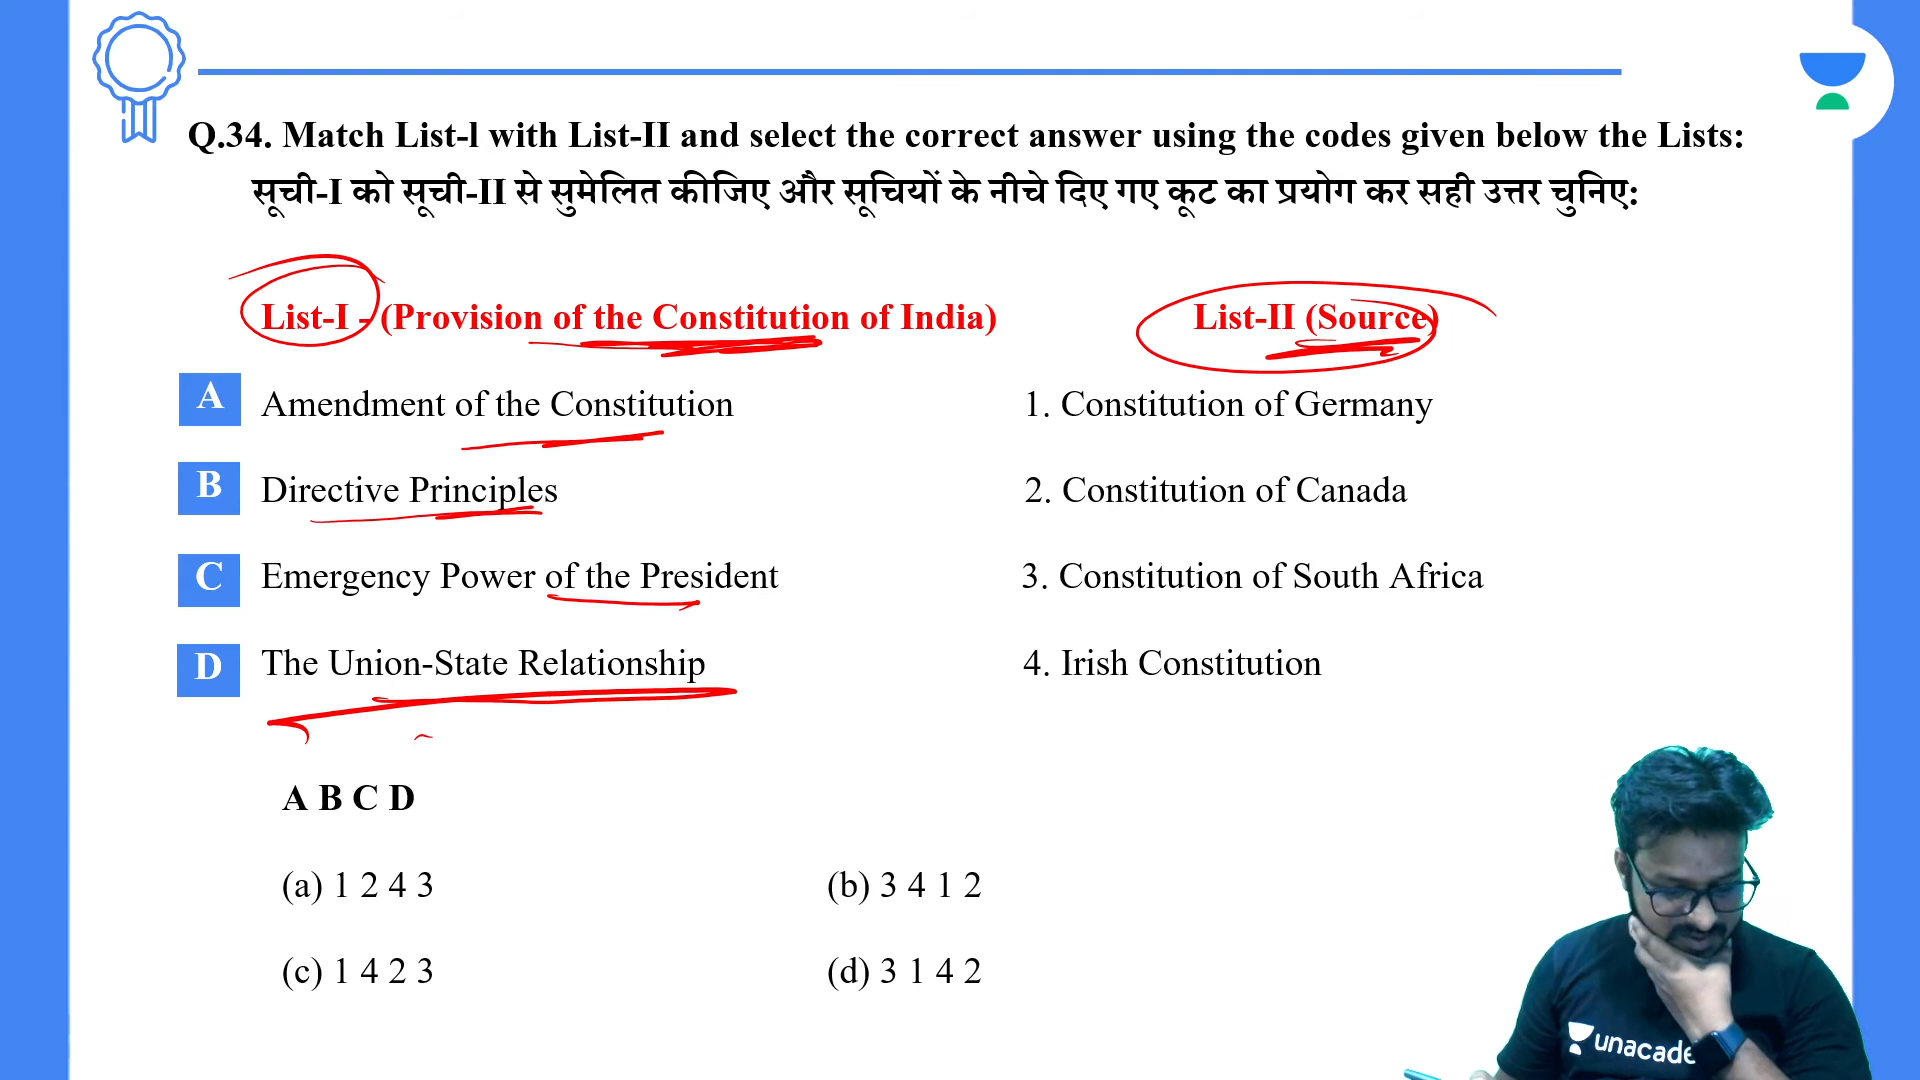 Q.34. Match List-l with List-II and select the correct answer using the codes given below the Lists:
सूची-I को सूची-II से सुमेलित कीजिए और सूचियों के नीचे दिए गए कूट का प्रयोग कर सही उत्तर चुनिए:
List-I - (Provision of the Constitution of India) List-II (Source)
A Amendment of the Constitution 1. Constitution of Germany
B Directive Principles 2. Constitution of Canada
C Emergency Power of the President 3. Constitution of South Africa
D The Union-State Relationship 4. Irish Constitution
A B C D
(a) 1 2 4 3 (b) 3 4 1 2
(c) 1 4 2 3 (d) 3 1 4 2
unacade